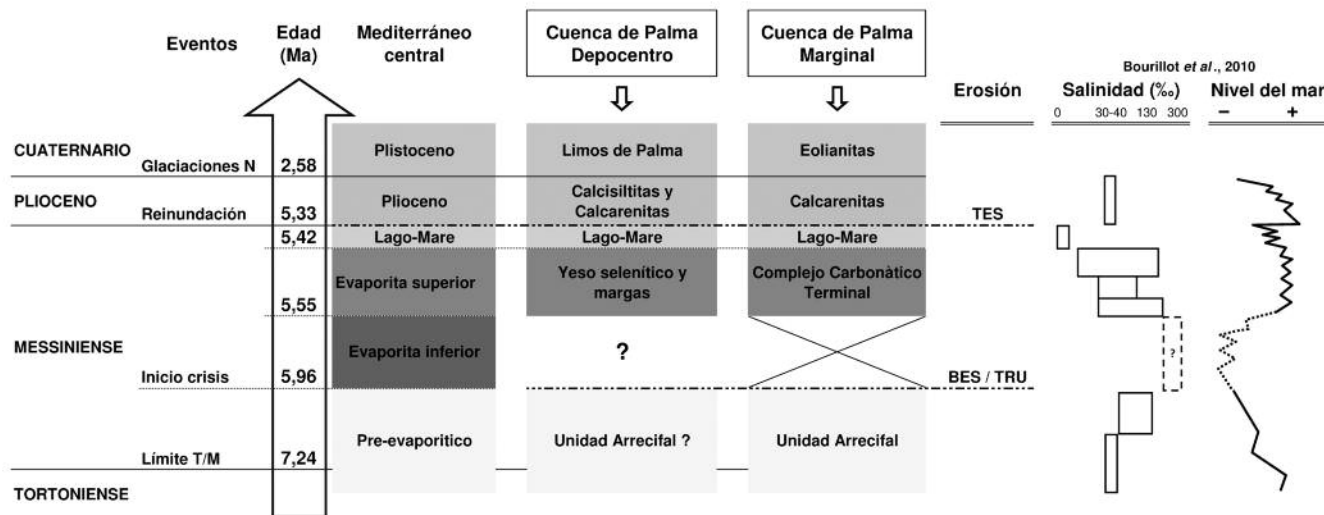 Eventos
Edad
(Ma)
Mediterráneo
central
Cuenca de Palma
Depocentro
Cuenca de Palma
Marginal
Erosión
Bourillot et al., 2010
Salinidad (‰)
0 30-40 130 300
Nivel del mar
– +
CUATERNARIO
Glaciaciones N
2,58
Plistoceno
Limos de Palma
Eolianitas
PLIOCENO
Reinundación
5,33
Plioceno
Calcisiltitas y
Calcarenitas
Calcarenitas
TES
5,42
Lago-Mare
Lago-Mare
Lago-Mare
Evaporita superior
Yeso selenítico y
margas
Complejo Carbonàtico
Terminal
5,55
MESSINIENSE
Evaporita inferior
?
?
Inicio crisis
5,96
BES / TRU
Pre-evaporitico
Unidad Arrecifal ?
Unidad Arrecifal
Límite T/M
7,24
TORTONIENSE